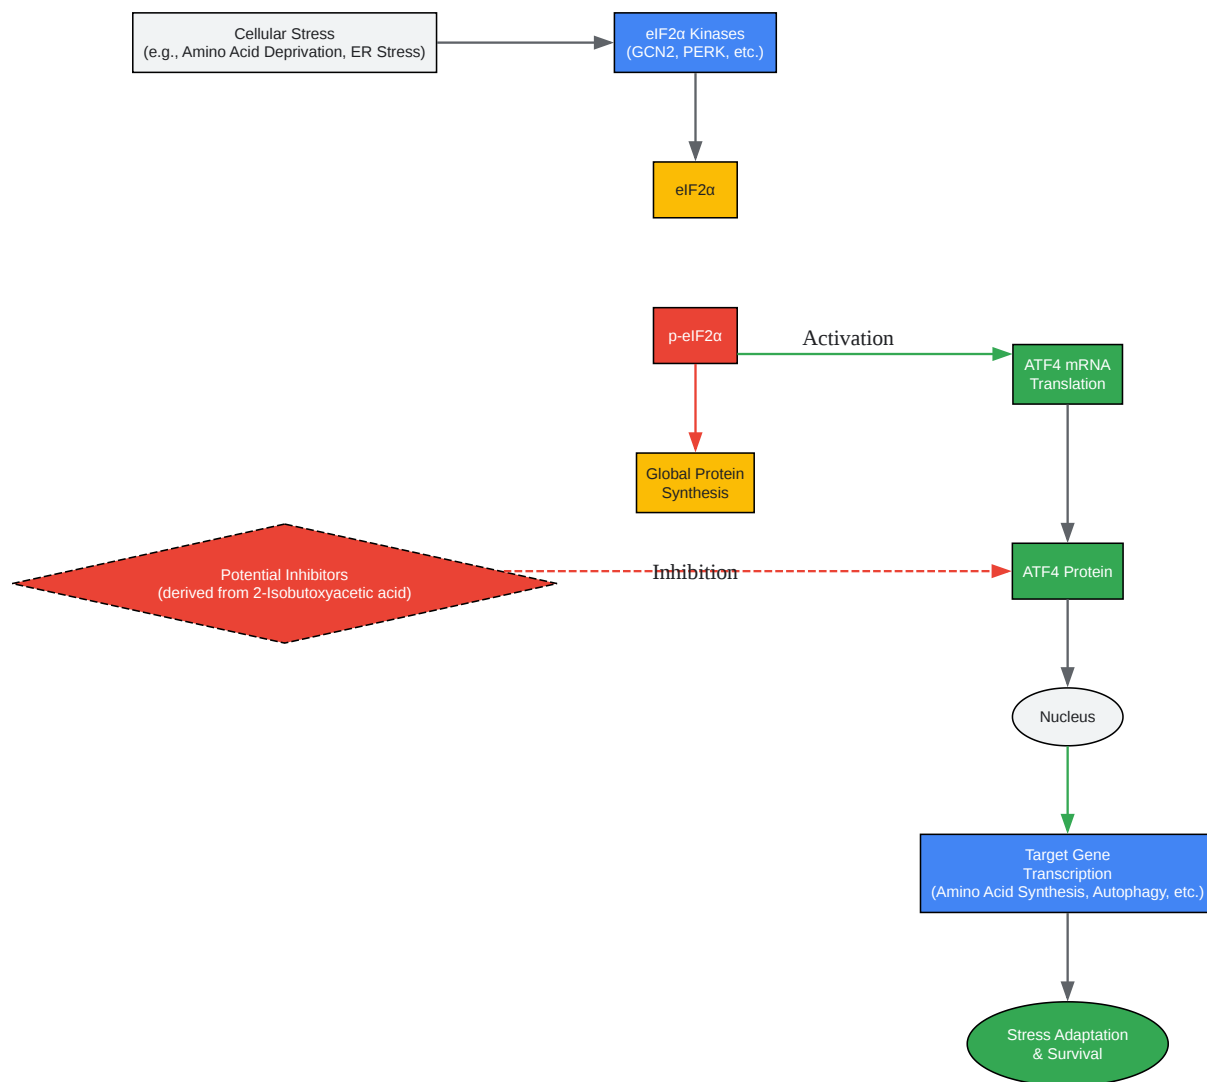 Cellular Stress
(e.g., Amino Acid Deprivation, ER Stress)
eIF2α Kinases
(GCN2, PERK, etc.)
eIF2α
p-eIF2α
Activation
ATF4 mRNA
Translation
Global Protein
Synthesis
Potential Inhibitors
(derived from 2-Isobutoxyacetic acid)
Inhibition
ATF4 Protein
Nucleus
Target Gene
Transcription
(Amino Acid Synthesis, Autophagy, etc.)
Stress Adaptation
& Survival